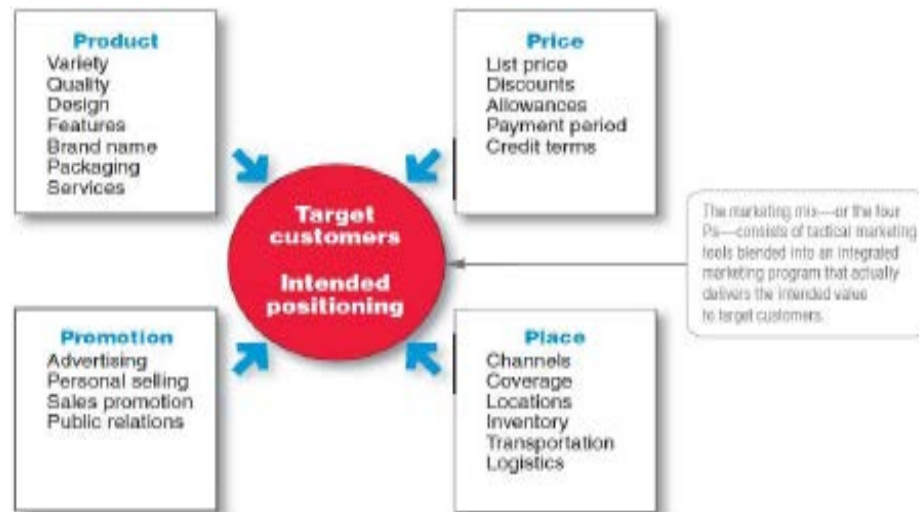 Product
Variety
Quality
Design
Features
Brand name
Packaging
Services
Price
List price
Discounts
Allowances
Payment period
Credit terms
Target
customers
Intended
positioning
The marketing mix—or the four
Ps—consists of tactical marketing
tools blended into an integrated
marketing program that actually
delivers the intended value
to target customers.
Promotion
Advertising
Personal selling
Sales promotion
Public relations
Place
Channels
Coverage
Locations
Inventory
Transportation
Logistics